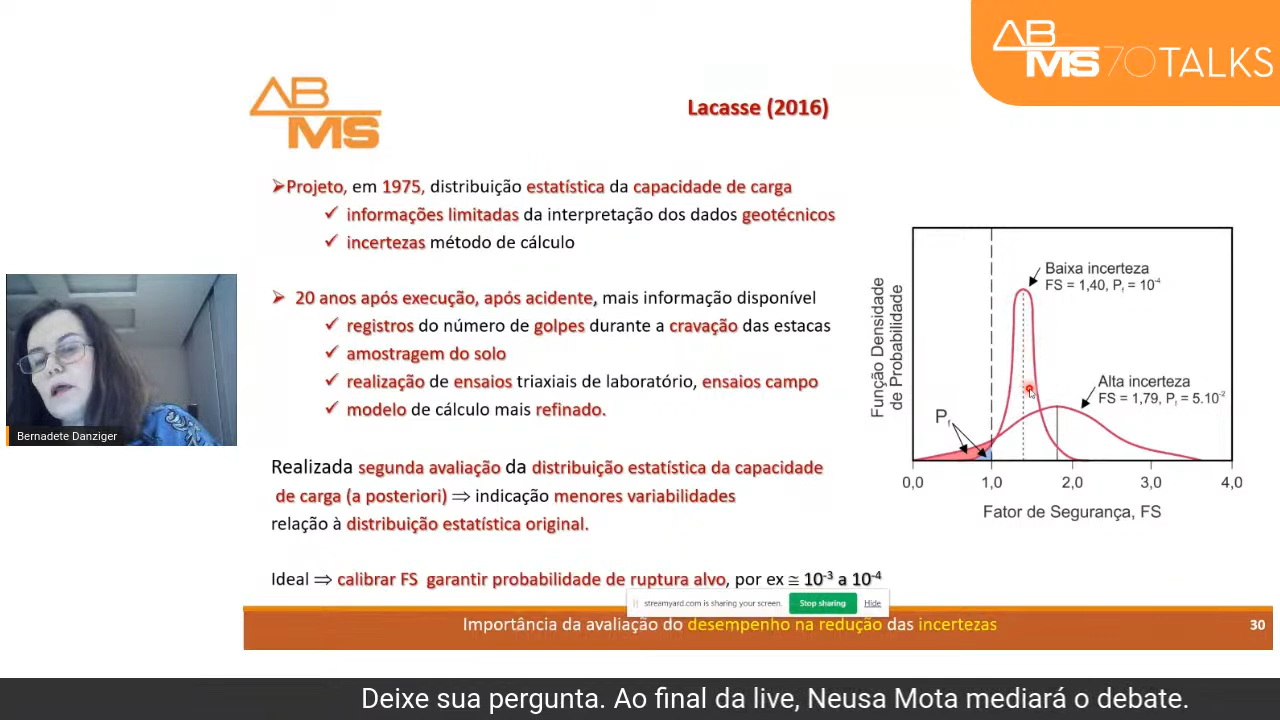 AB
MS70TALKS
AB
MS
Lacasse (2016)
Projeto, em 1975, distribuição estatística da capacidade de carga
informações limitadas da interpretação dos dados geotécnicos
incertezas método de cálculo
20 anos após execução, após acidente, mais informação disponível
registros do número de golpes durante a cravação das estacas
amostragem do solo
realização de ensaios triaxiais de laboratório, ensaios campo
modelo de cálculo mais refinado.
Realizada segunda avaliação da distribuição estatística da capacidade
de carga (a posteriori) ⇒ indicação menores variabilidades
relação à distribuição estatística original.
Ideal ⇒ calibrar FS garantir probabilidade de ruptura alvo, por ex ≅ 10⁻³ a 10⁻⁴
Função Densidade
de Probabilidade
Baixa incerteza
FS = 1,40, Pf = 10⁻⁴
Alta incerteza
FS = 1,79, Pf = 5.10⁻²
Pf
0,0 1,0 2,0 3,0 4,0
Fator de Segurança, FS
Bernadete Danziger
streamyard.com is sharing your screen. Stop sharing Hide
Importância da avaliação do desempenho na redução das incertezas
30
Deixe sua pergunta. Ao final da live, Neusa Mota mediará o debate.